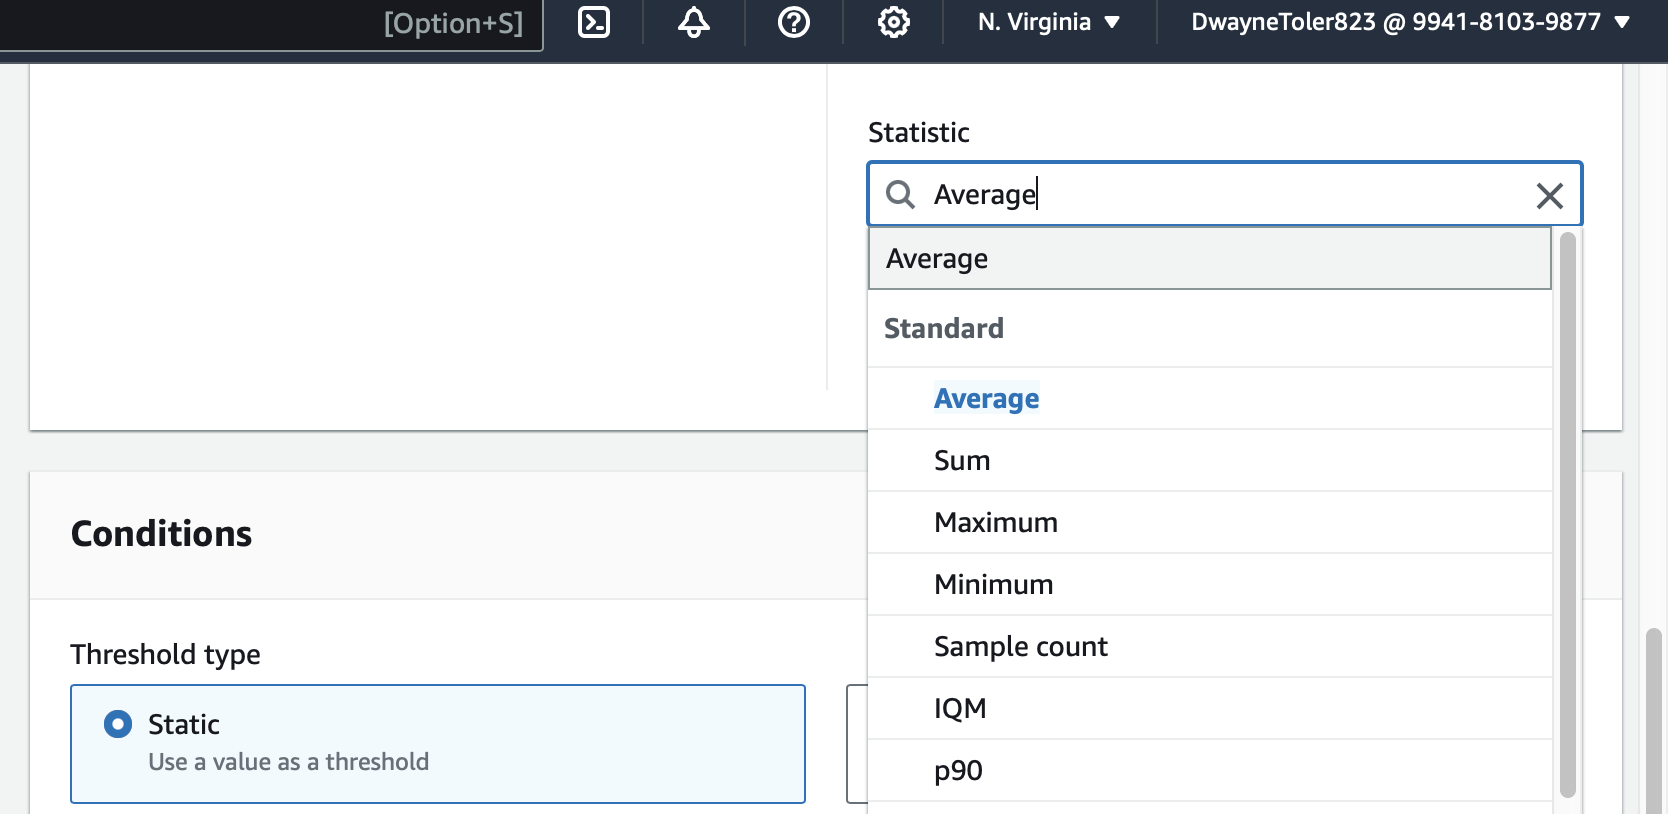 [Option+S]
N. Virginia
DwayneToler823 @ 9941-8103-9877
Statistic
Average
Average
Standard
Average
Sum
Maximum
Minimum
Sample count
IQM
p90
Conditions
Threshold type
Static
Use a value as a threshold